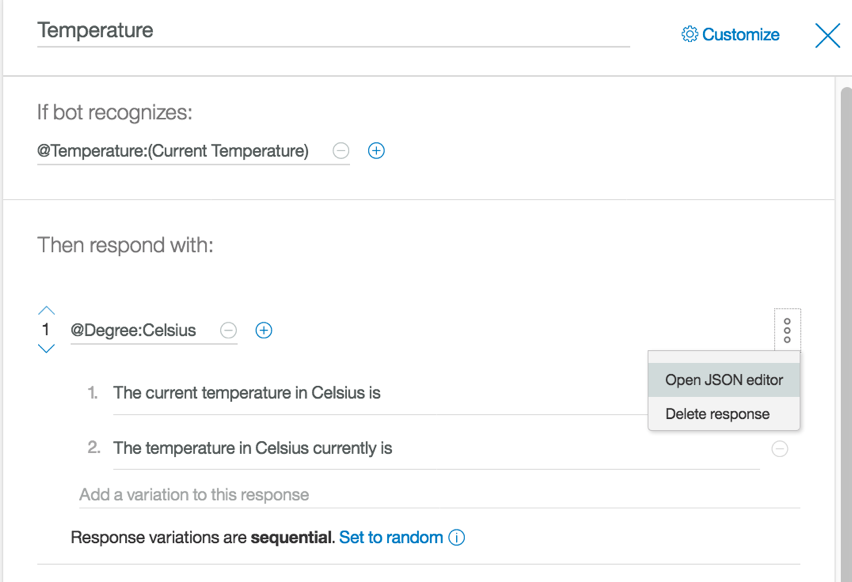 Temperature
Customize
If bot recognizes:
@Temperature:(Current Temperature)
Then respond with:
1 @Degree:Celsius
Open JSON editor
1. The current temperature in Celsius is
Delete response
2. The temperature in Celsius currently is
Add a variation to this response
Response variations are sequential. Set to random